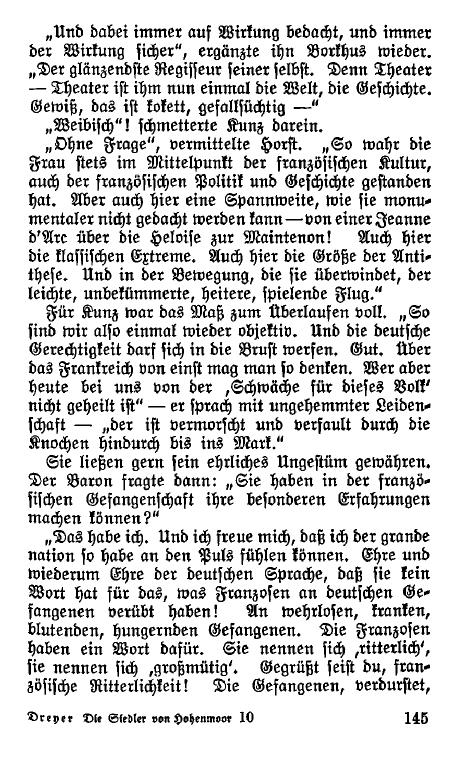 „Und dabei immer auf Wirkung bedacht, und immer
der Wirkung sicher“, ergänzte ihn Borkhus wieder.
„Der glänzendste Regisseur seiner selbst. Denn Theater
— Theater ist ihm nun einmal die Welt, die Geschichte.
Gewiß, das ist kokett, gefallsüchtig —“
„Weibisch“! schmetterte Kunz darein.
„Ohne Frage“, vermittelte Horst. „So wahr die
Frau stets im Mittelpunkt der französischen Kultur,
auch der französischen Politik und Geschichte gestanden
hat. Aber auch hier eine Spannweite, wie sie monu-
mentaler nicht gedacht werden kann — von einer Jeanne
d'Arc über die Heloise zur Maintenon! Auch hier
die klassischen Extreme. Auch hier die Größe der Anti-
these. Und in der Bewegung, die sie überwindet, der
leichte, unbekümmerte, heitere, spielende Flug.“
Für Kunz war das Maß zum Überlaufen voll. „So
sind wir also einmal wieder objektiv. Und die deutsche
Gerechtigkeit darf sich in die Brust werfen. Gut. Über
das Frankreich von einst mag man so denken. Wer aber
heute bei uns von der ‚Schwäche für dieses Volk‘
nicht geheilt ist“ — er sprach mit ungehemmter Leiden-
schaft — „der ist vermorscht und verfault durch die
Knochen hindurch bis ins Mark.“
Sie ließen gern sein ehrliches Ungestüm gewähren.
Der Baron fragte dann: „Sie haben in der franzö-
sischen Gefangenschaft ihre besonderen Erfahrungen
machen können?“
„Das habe ich. Und ich freue mich, daß ich der grande
nation so habe an den Puls fühlen können. Ehre und
wiederum Ehre der deutschen Sprache, daß sie kein
Wort hat für das, was Franzosen an deutschen Ge-
fangenen verübt haben! An wehrlosen, kranken,
blutenden, hungernden Gefangenen. Die Franzosen
haben ein Wort dafür. Sie nennen sich ‚ritterlich‘,
sie nennen sich ‚großmütig‘. Gegrüßt seist du, fran-
zösische Ritterlichkeit! Die Gefangenen, verdurstet,
Dreyer Die Siedler von Hohenmoor 10 145